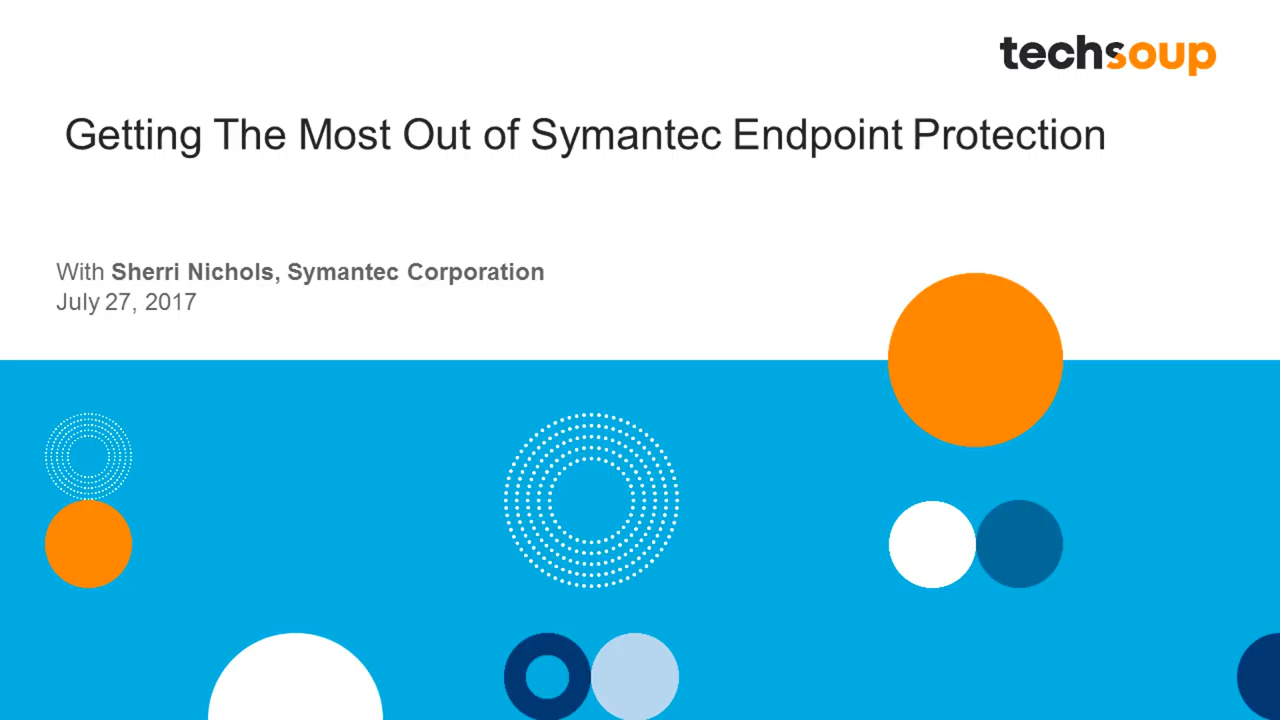 techsoup
Getting The Most Out of Symantec Endpoint Protection
With Sherri Nichols, Symantec Corporation
July 27, 2017